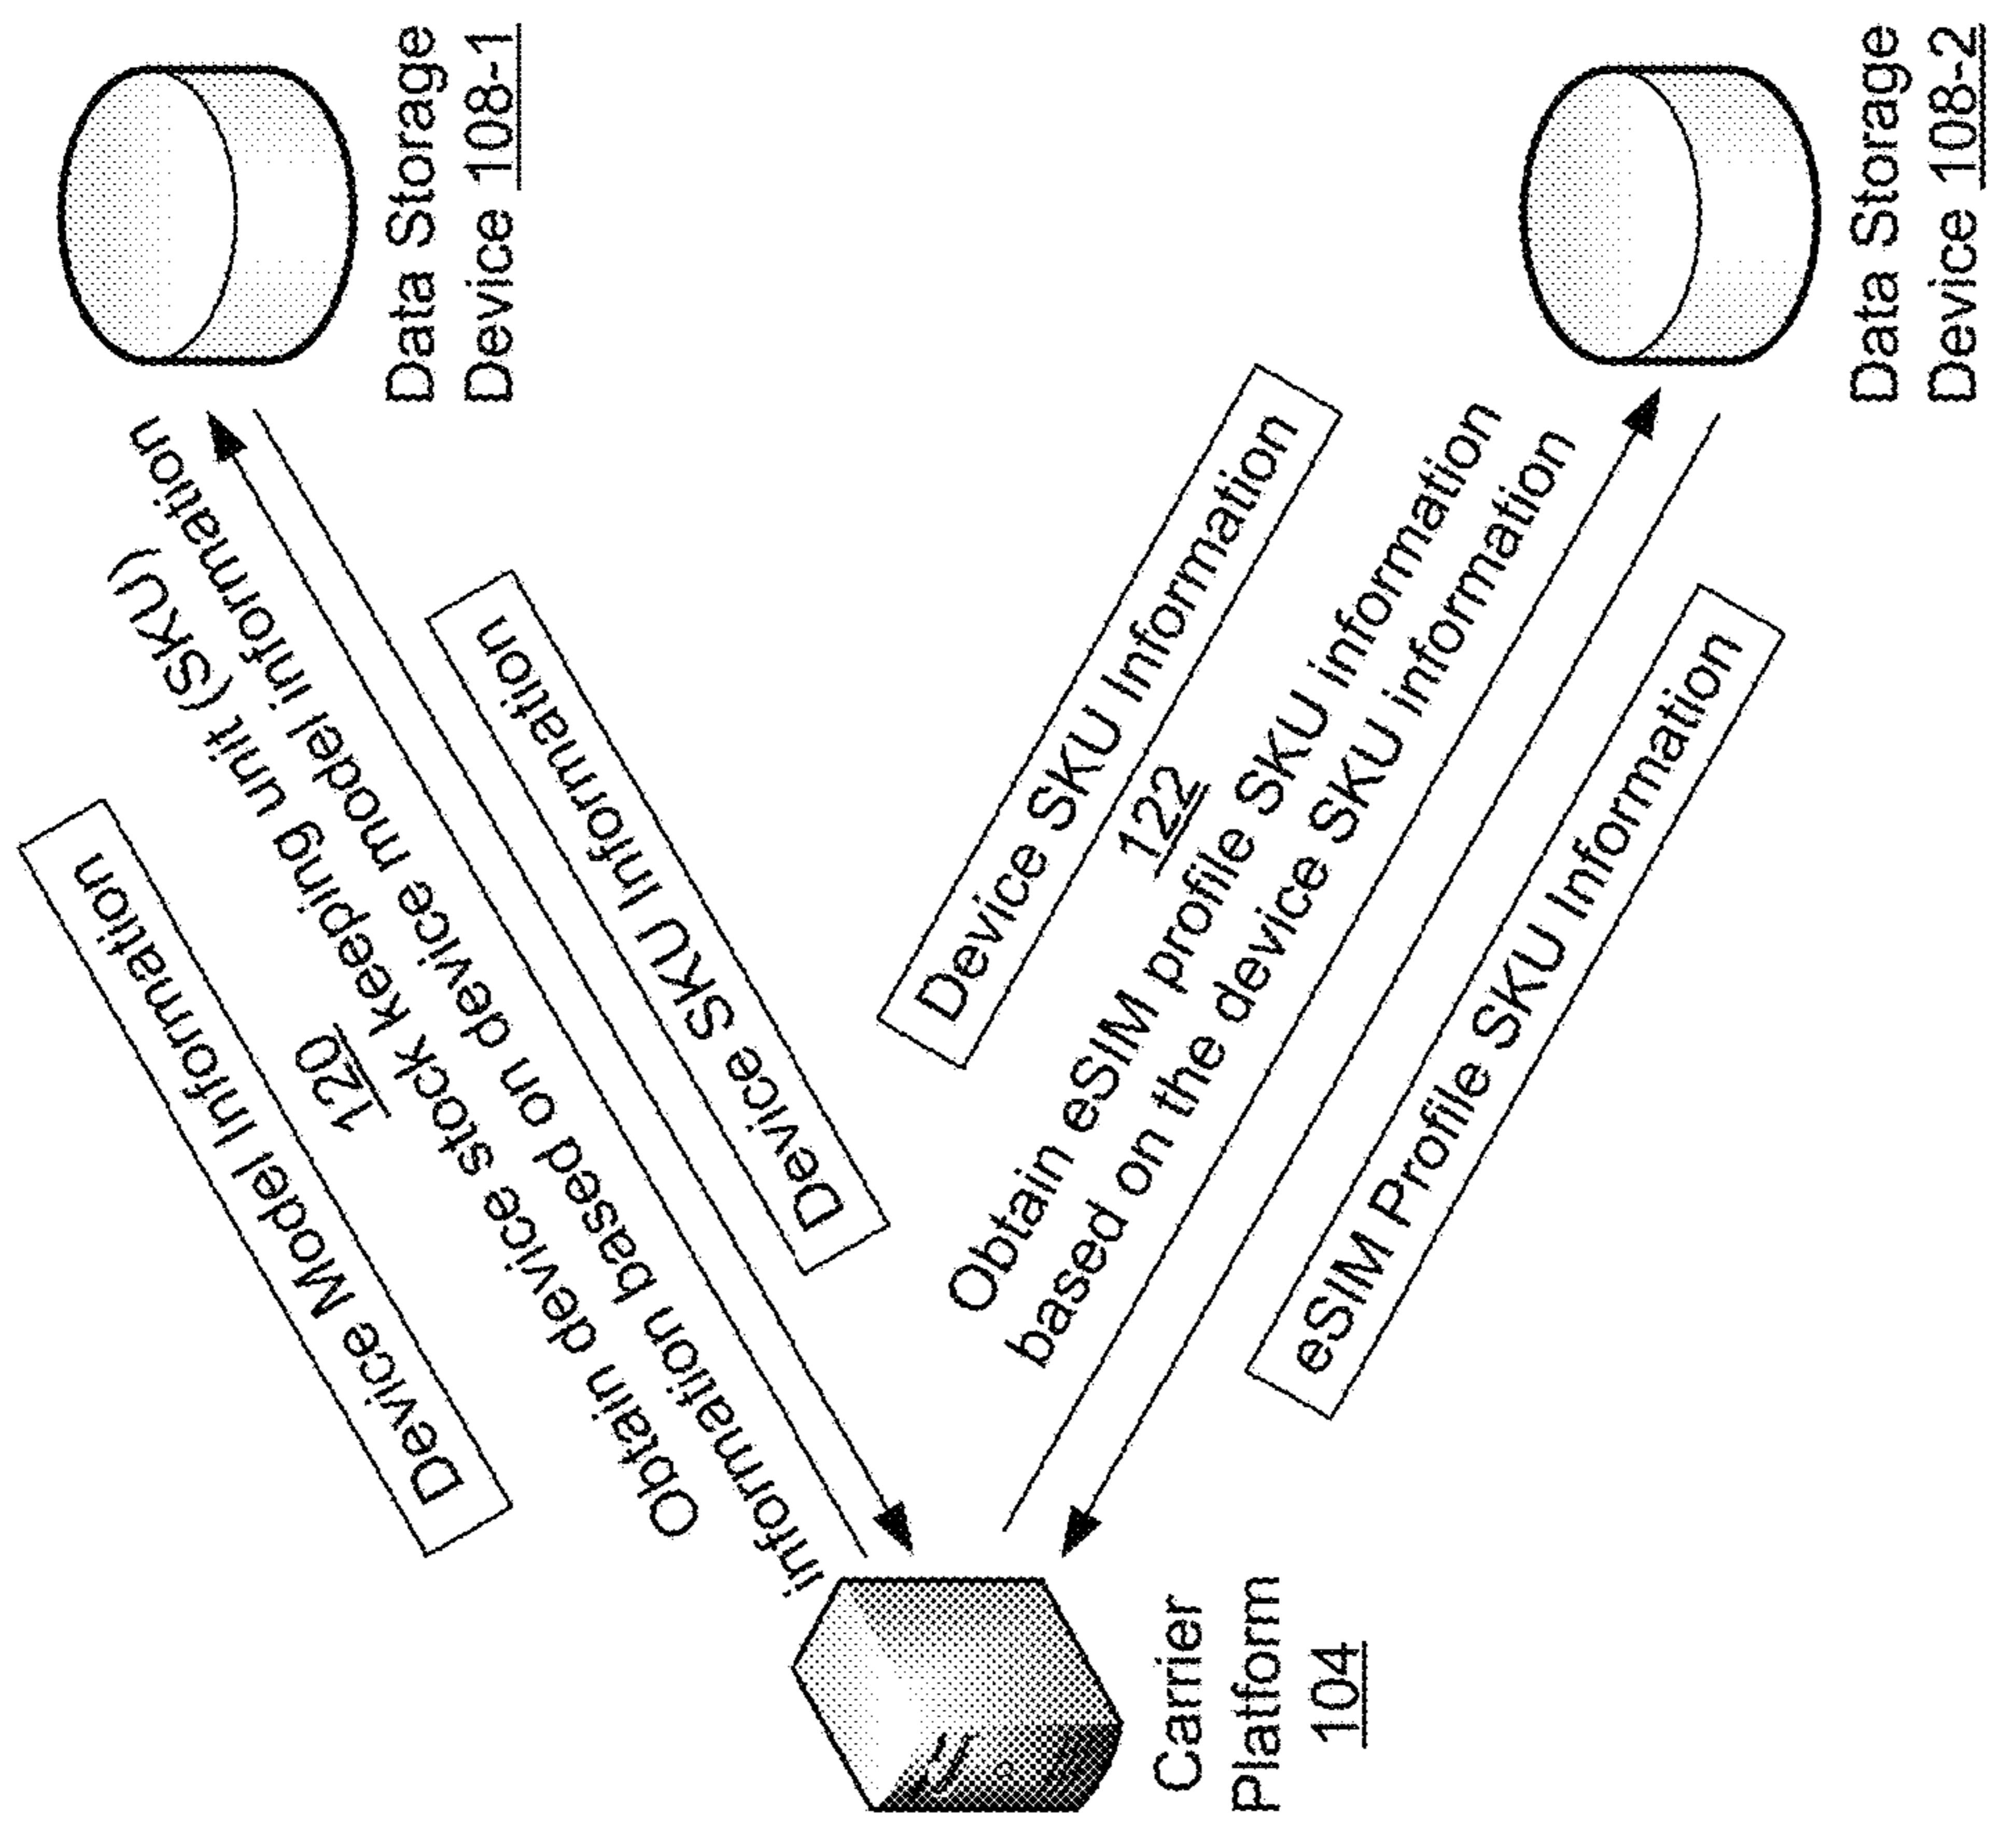 Device Model Information
120
Obtain device stock keeping unit (SKU)
information based on device model information
Device SKU Information
Data Storage
Device 108-1
Carrier
Platform
104
Device SKU Information
122
Obtain eSIM profile SKU information
based on the device SKU information
eSIM Profile SKU Information
Data Storage
Device 108-2